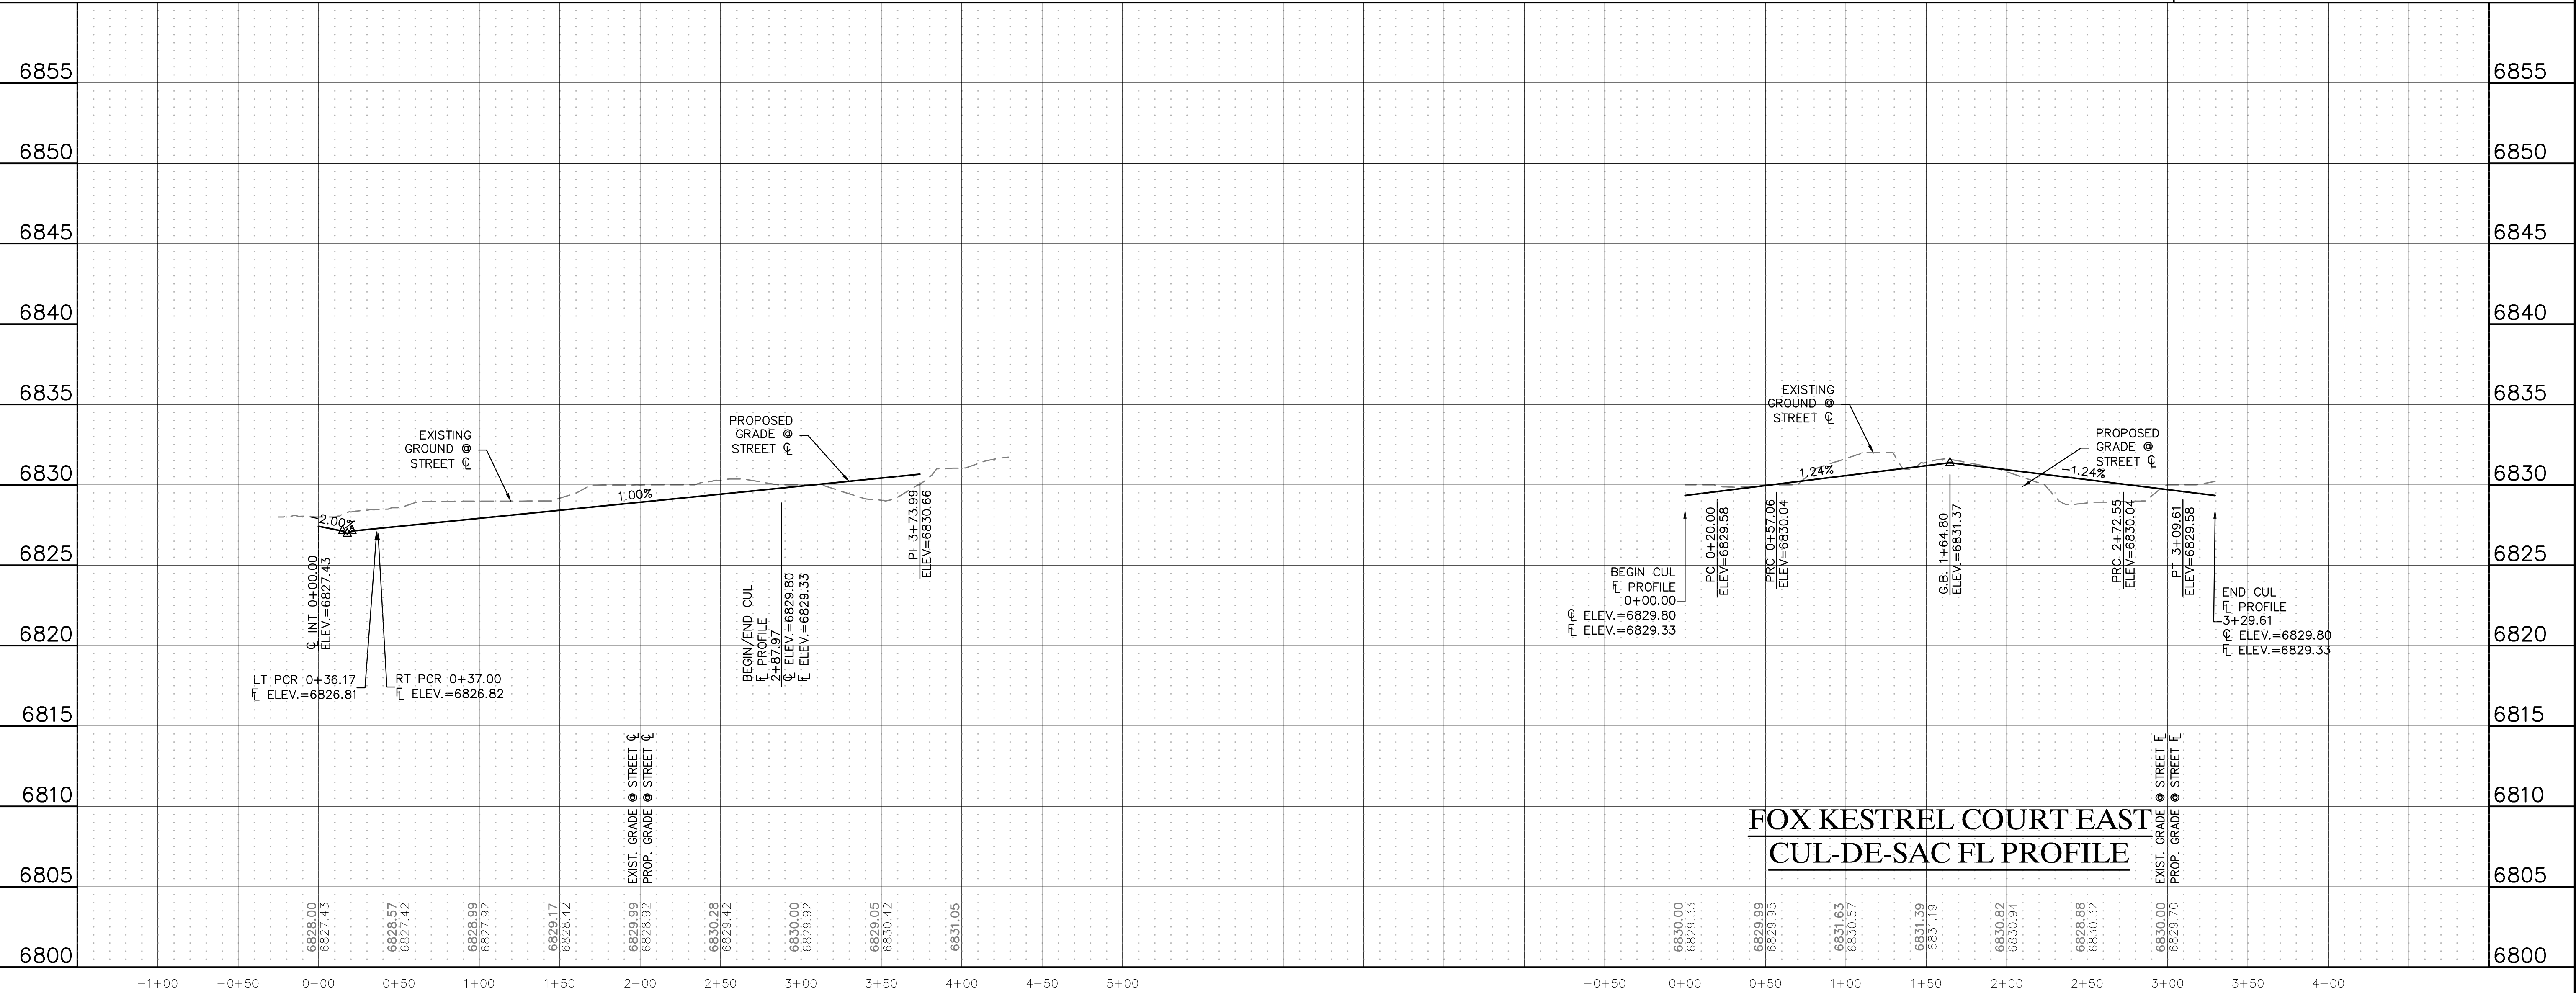 6855
6850
6845
6840
6835
6830
6825
6820
6815
6810
6805
6800
EXISTING
GROUND @
STREET ℄
PROPOSED
GRADE @
STREET ℄
-2.00%
1.00%
℄ INT 0+00.00
ELEV.=6827.43
LT PCR 0+36.17
FL ELEV.=6826.81
RT PCR 0+37.00
FL ELEV.=6826.82
BEGIN/END CUL
FL PROFILE
2+87.97
℄ ELEV.=6829.80
FL ELEV.=6829.33
PI 3+73.99
ELEV=6830.66
EXIST. GRADE @ STREET ℄
PROP. GRADE @ STREET ℄
6828.00
6827.43
6828.57
6827.42
6828.99
6827.92
6829.17
6828.42
6829.99
6828.92
6830.28
6829.42
6830.00
6829.92
6829.05
6830.42
6831.05
-1+00
-0+50
0+00
0+50
1+00
1+50
2+00
2+50
3+00
3+50
4+00
4+50
5+00
EXISTING
GROUND @
STREET ℄
PROPOSED
GRADE @
STREET ℄
1.24%
-1.24%
BEGIN CUL
FL PROFILE
0+00.00
℄ ELEV.=6829.80
FL ELEV.=6829.33
PC 0+20.00
ELEV=6829.58
PRC 0+57.06
ELEV=6830.04
G.B. 1+64.80
ELEV.=6831.37
PRC 2+72.55
ELEV=6830.04
PT 3+09.61
ELEV=6829.58
END CUL
FL PROFILE
3+29.61
℄ ELEV.=6829.80
FL ELEV.=6829.33
FOX KESTREL COURT EAST
CUL-DE-SAC FL PROFILE
EXIST. GRADE @ STREET FL
PROP. GRADE @ STREET FL
6830.00
6829.33
6829.99
6829.95
6831.63
6830.57
6831.39
6831.19
6830.82
6830.94
6828.88
6830.32
6830.00
6829.70
-0+50
0+00
0+50
1+00
1+50
2+00
2+50
3+00
3+50
4+00
6855
6850
6845
6840
6835
6830
6825
6820
6815
6810
6805
6800